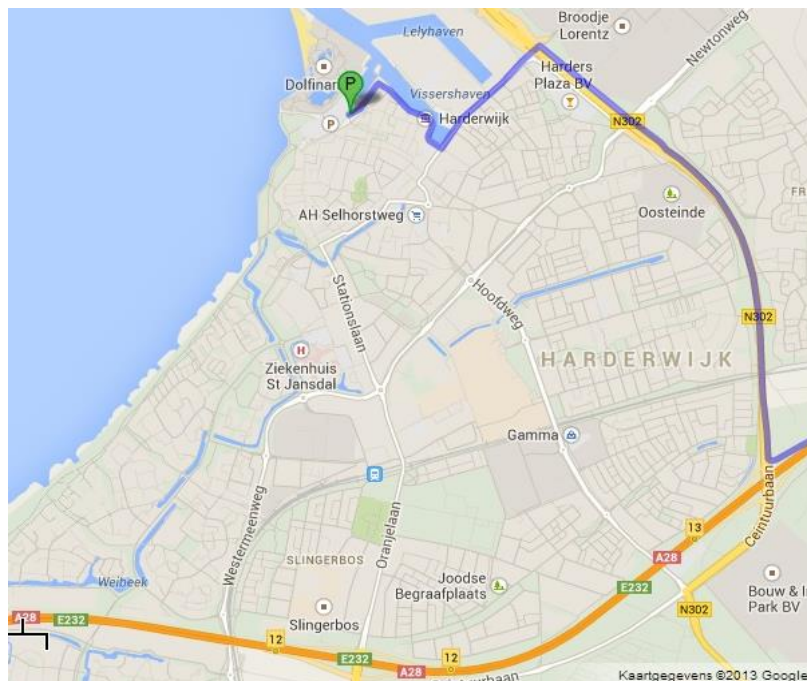 Broodje
Lorentz
Lelyhaven
Newtonweg
Dolfina
Harders
Plaza BV
P
Vissershaven
P
Harderwijk
N302
Oosteinde
FR
AH Selhorstweg
Stationslaan
Hoofdweg
N302
H
Ziekenhuis
St Jansdal
HARDERWIJK
Gamma
Ceintuurbaan
Westermeenweg
Oranjelaan
13
SLINGERBOS
A28
Weibeek
Joodse
Begraafplaats
E232
Bouw & I
Park BV
A28
E232
Slingerbos
N302
12
E232
12
A28
Kaartgegevens ©2013 Google